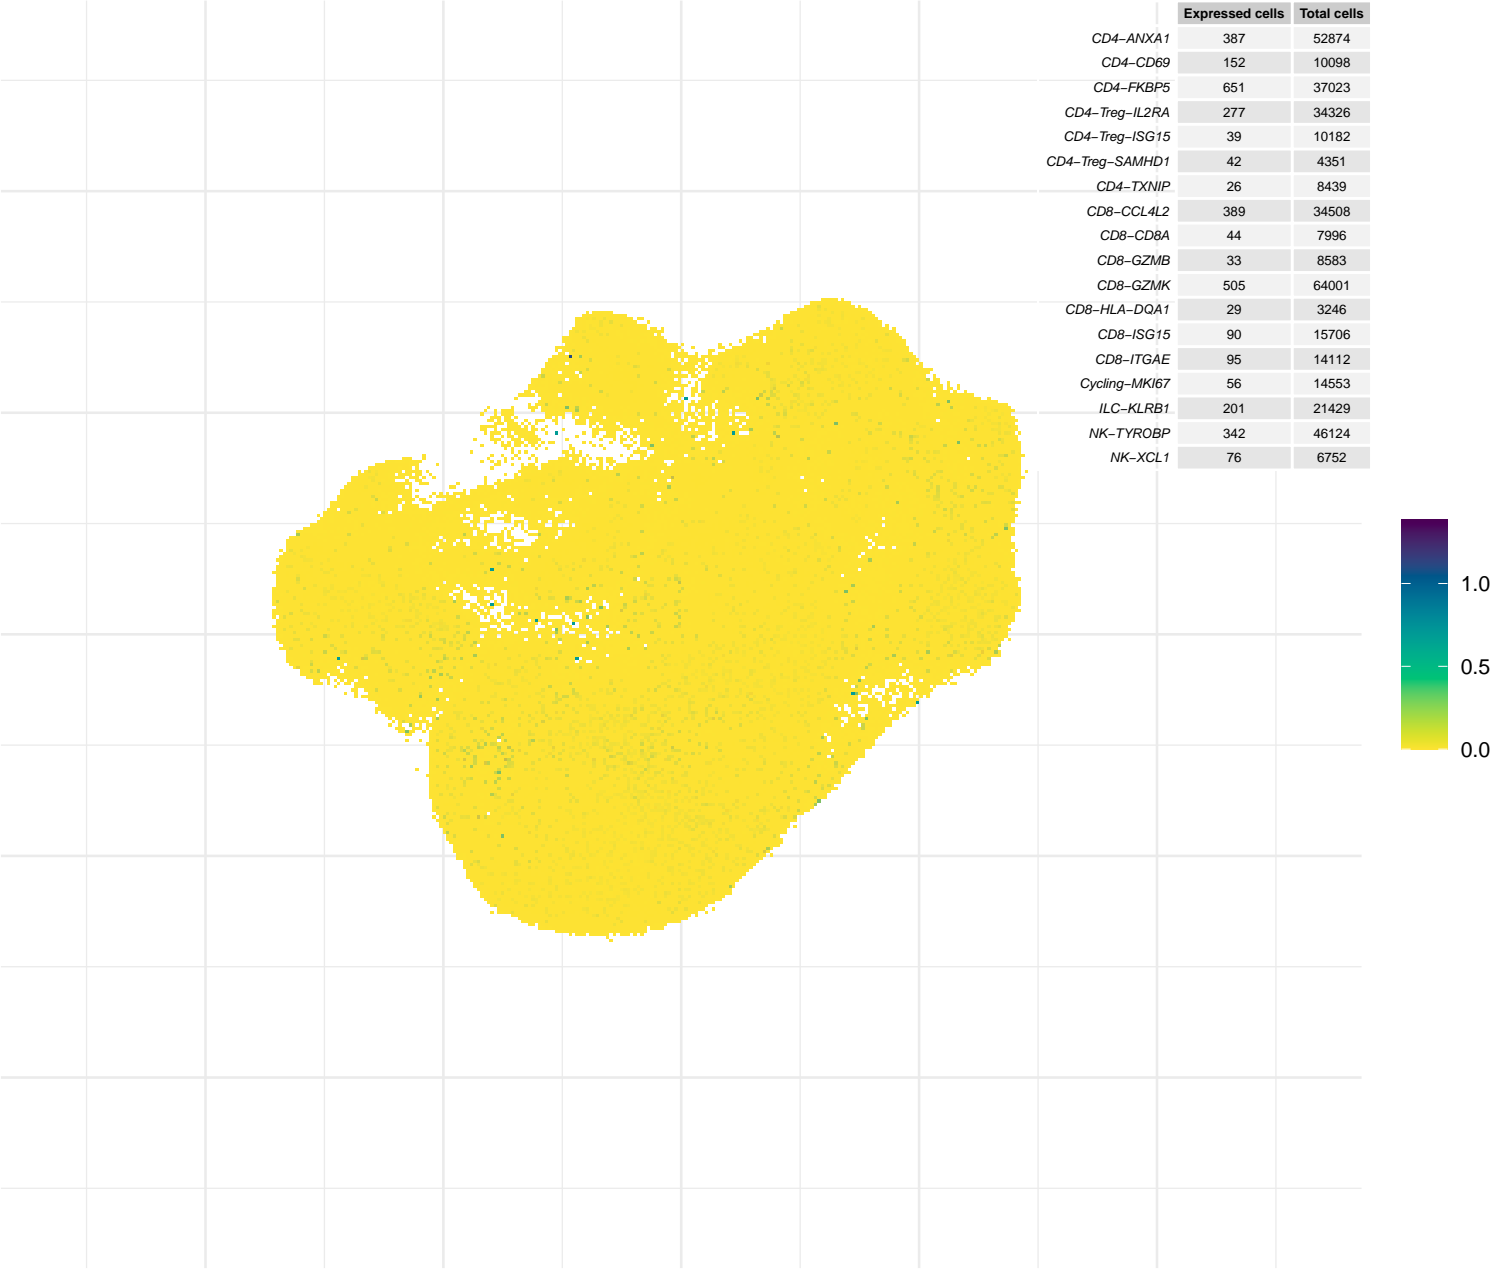 Expressed cells Total cells
CD4−ANXA1 387 52874
CD4−CD69 152 10098
CD4−FKBP5 651 37023
CD4−Treg−IL2RA 277 34326
CD4−Treg−ISG15 39 10182
CD4−Treg−SAMHD1 42 4351
CD4−TXNIP 26 8439
CD8−CCL4L2 389 34508
CD8−CD8A 44 7996
CD8−GZMB 33 8583
CD8−GZMK 505 64001
CD8−HLA−DQA1 29 3246
CD8−ISG15 90 15706
CD8−ITGAE 95 14112
Cycling−MKI67 56 14553
ILC−KLRB1 201 21429
NK−TYROBP 342 46124
NK−XCL1 76 6752
1.0
0.5
0.0